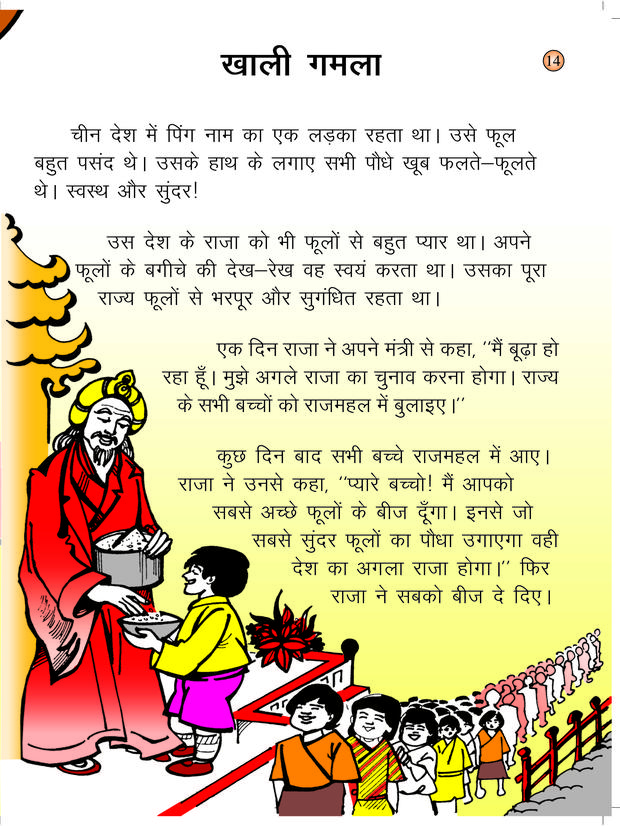 खाली गमला
14
चीन देश में पिंग नाम का एक लड़का रहता था। उसे फूल
बहुत पसंद थे। उसके हाथ के लगाए सभी पौधे खूब फलते–फूलते
थे। स्वस्थ और सुंदर!
उस देश के राजा को भी फूलों से बहुत प्यार था। अपने
फूलों के बगीचे की देख–रेख वह स्वयं करता था। उसका पूरा
राज्य फूलों से भरपूर और सुगंधित रहता था।
एक दिन राजा ने अपने मंत्री से कहा, ''मैं बूढ़ा हो
रहा हूँ। मुझे अगले राजा का चुनाव करना होगा। राज्य
के सभी बच्चों को राजमहल में बुलाइए।''
कुछ दिन बाद सभी बच्चे राजमहल में आए।
राजा ने उनसे कहा, ''प्यारे बच्चो! मैं आपको
सबसे अच्छे फूलों के बीज दूँगा। इनसे जो
सबसे सुंदर फूलों का पौधा उगाएगा वही
देश का अगला राजा होगा।'' फिर
राजा ने सबको बीज दे दिए।